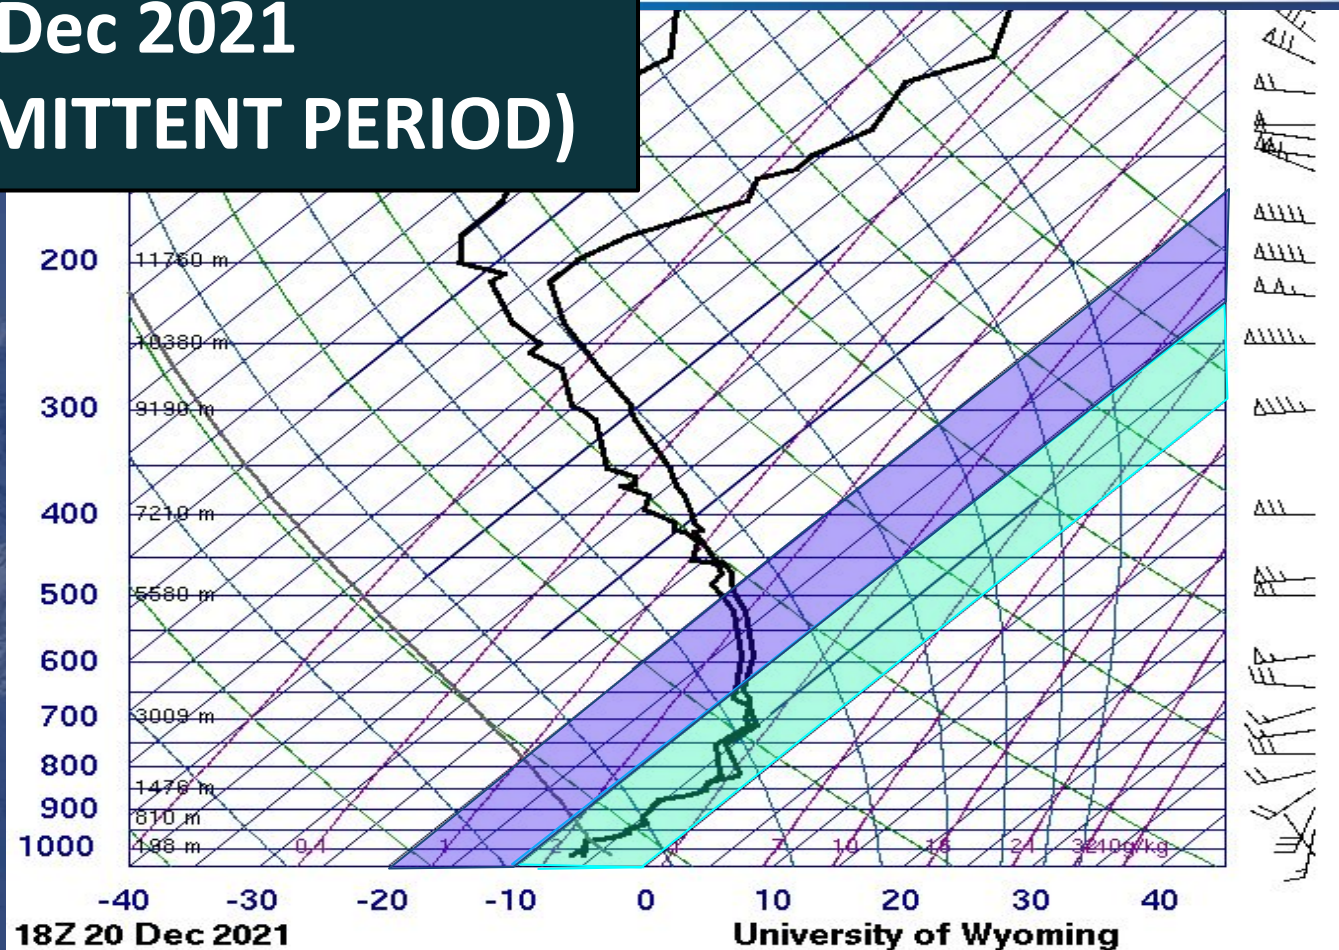 Dec 2021
MITTENT PERIOD)
200 11760 m
10380 m
300 9190 m
400 7210 m
500 5580 m
600
700 3009 m
800
1476 m
900
810 m
1000 198 m 0.4 1 2 7 10 16 21 32 40g/kg
-40 -30 -20 -10 0 10 20 30 40
18Z 20 Dec 2021 University of Wyoming